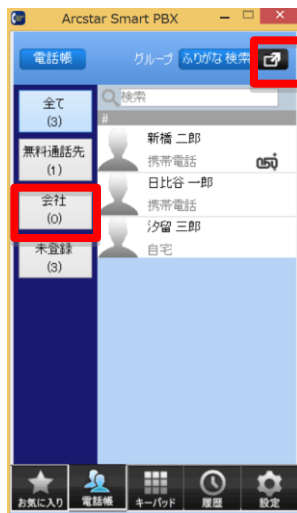 Arcstar Smart PBX
電話帳
グループ ふりがな検索
全て
(3)
検索
#
無料通話先
(1)
新橋 二郎
携帯電話
会社
(0)
日比谷 一郎
携帯電話
未登録
(3)
汐留 三郎
自宅
お気に入り 電話帳 キーパッド 履歴 設定